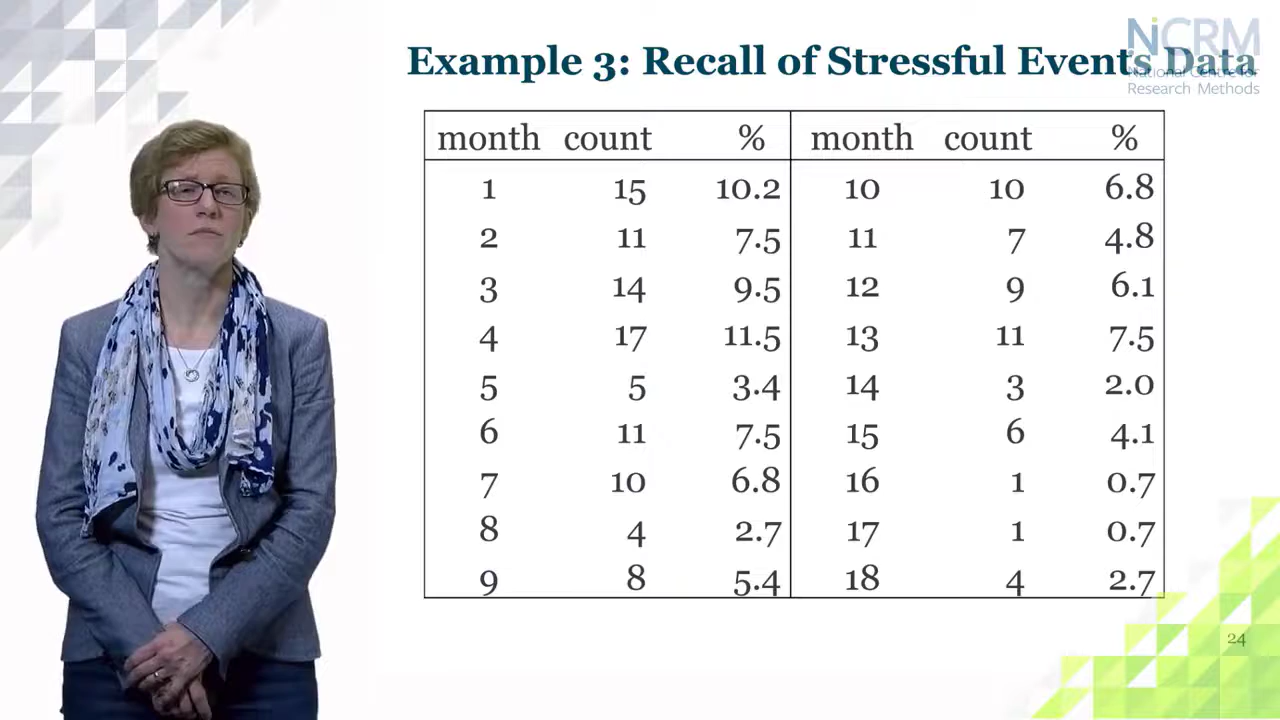 NCRM
National Centre for
Research Methods
Example 3: Recall of Stressful Events Data
month count % month count %
1 15 10.2 10 10 6.8
2 11 7.5 11 7 4.8
3 14 9.5 12 9 6.1
4 17 11.5 13 11 7.5
5 5 3.4 14 3 2.0
6 11 7.5 15 6 4.1
7 10 6.8 16 1 0.7
8 4 2.7 17 1 0.7
9 8 5.4 18 4 2.7
24